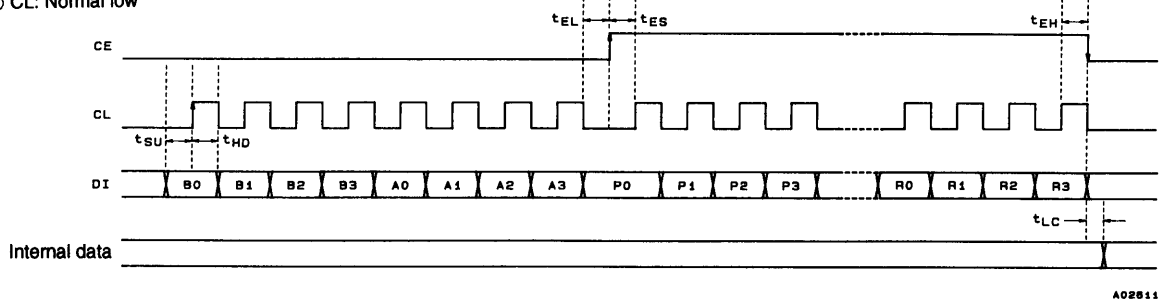 ) CL: Normal low
tEL tES tEH
CE
CL
tSU tHD
DI B0 B1 B2 B3 A0 A1 A2 A3 P0 P1 P2 P3 R0 R1 R2 R3
tLC
Internal data
A02611